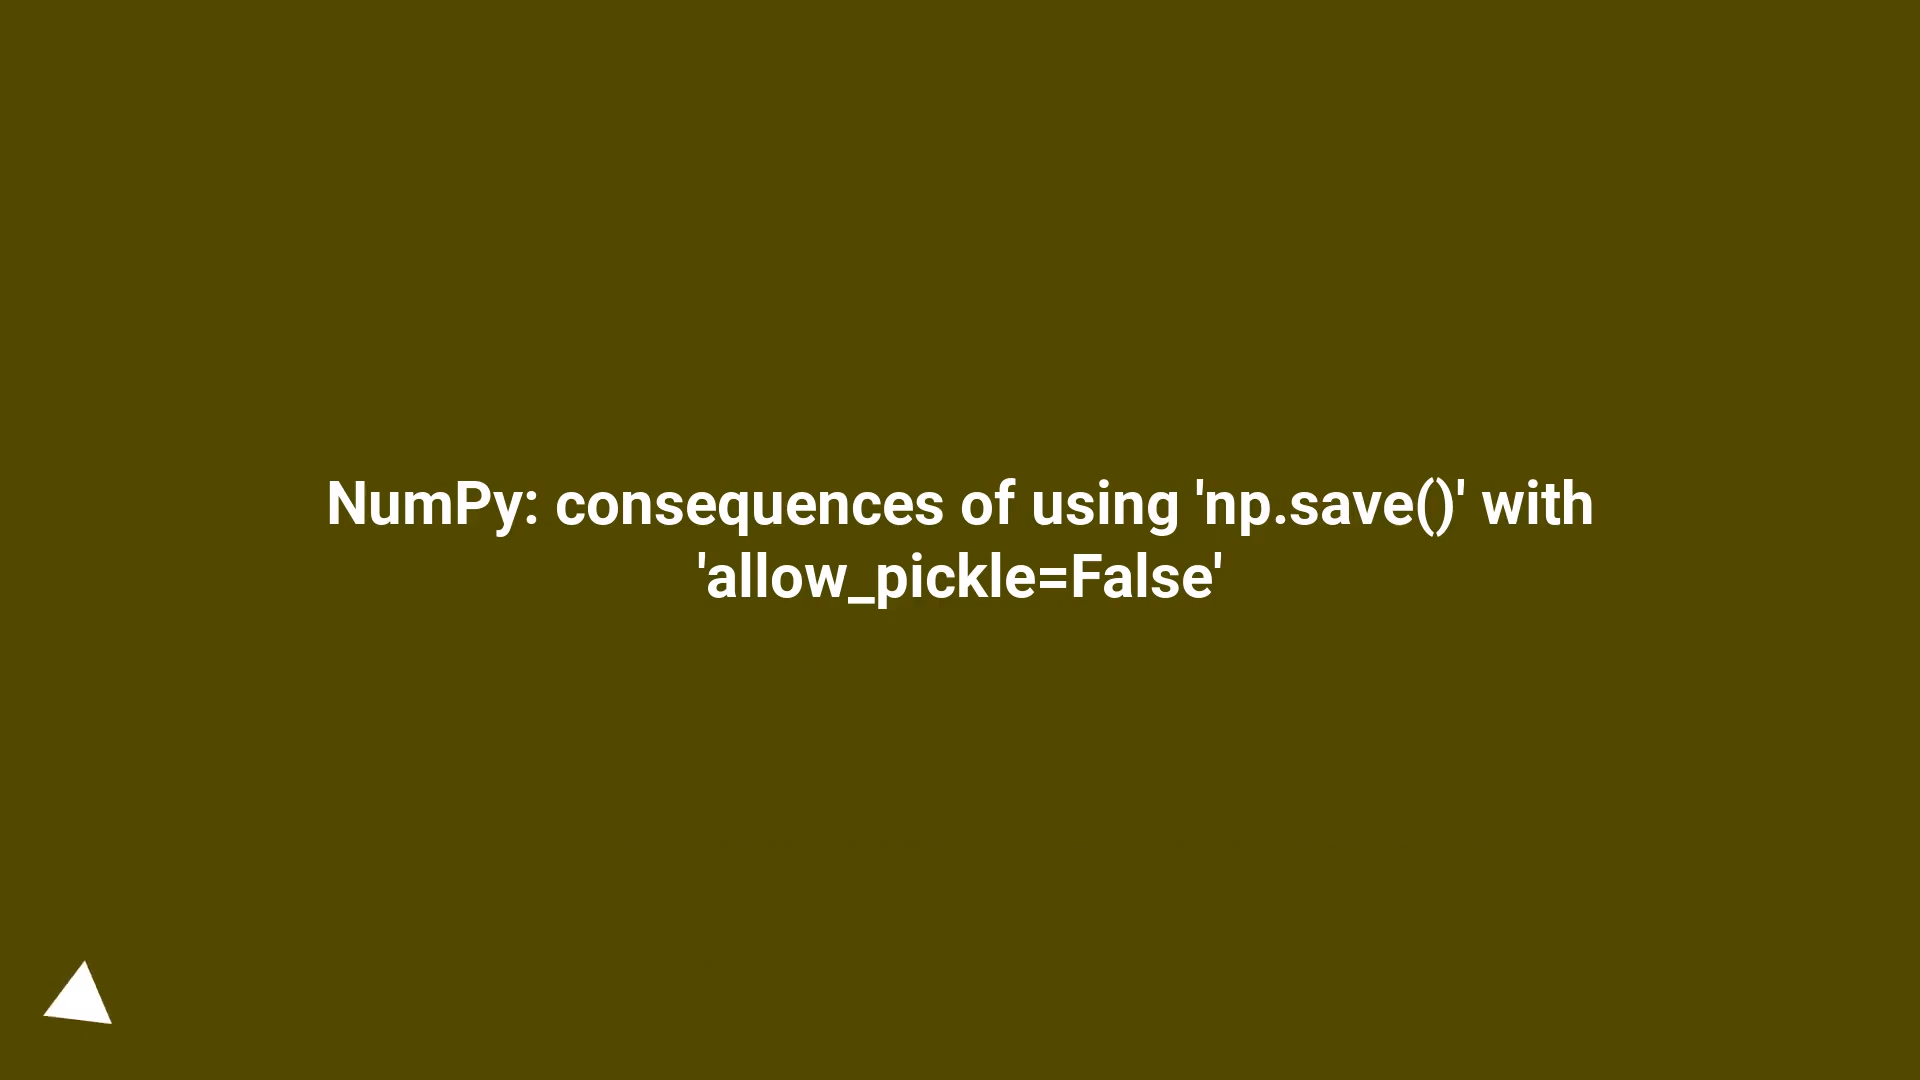 NumPy: consequences of using 'np.save()' with
'allow_pickle=False'